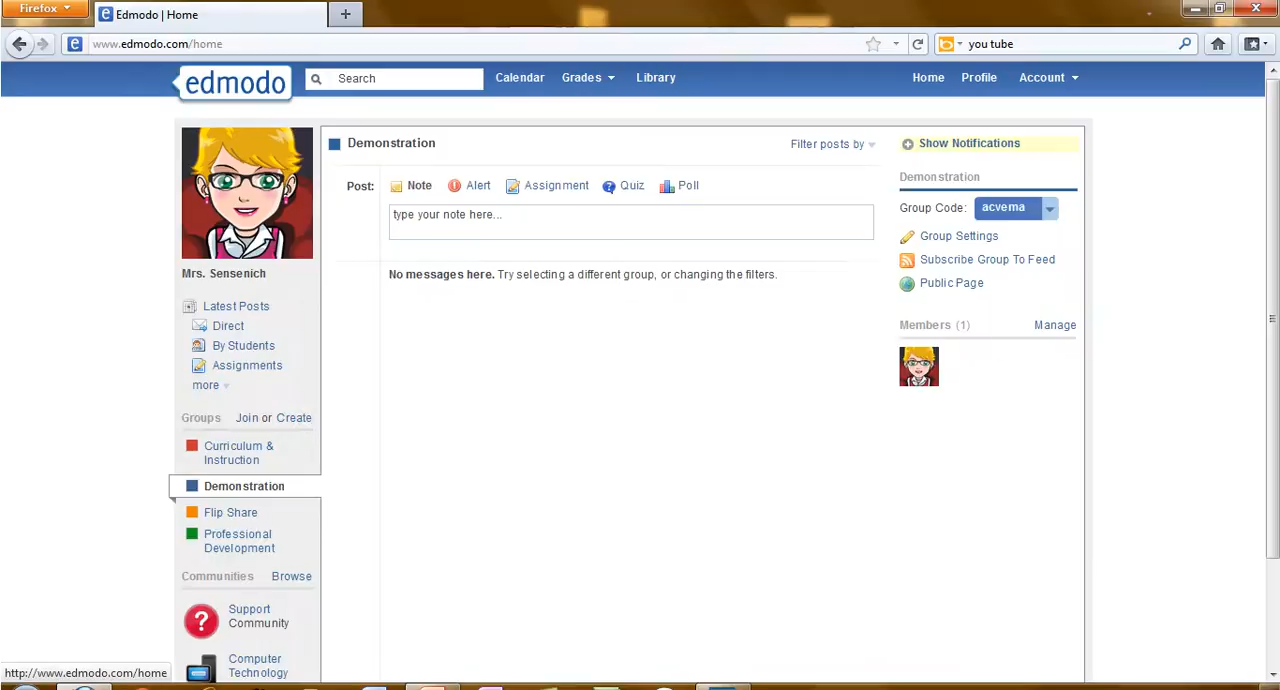 Firefox
Edmodo | Home
www.edmodo.com/home
you tube
edmodo
Search
Calendar
Grades
Library
Home
Profile
Account
Demonstration
Filter posts by
Show Notifications
Post:
Note
Alert
Assignment
Quiz
Poll
type your note here...
No messages here. Try selecting a different group, or changing the filters.
Demonstration
Group Code:
acvema
Group Settings
Subscribe Group To Feed
Public Page
Members (1)
Manage
Mrs. Sensenich
Latest Posts
Direct
By Students
Assignments
more
Groups
Join or Create
Curriculum &
Instruction
Demonstration
Flip Share
Professional
Development
Communities
Browse
?
Support
Community
Computer
Technology
http://www.edmodo.com/home